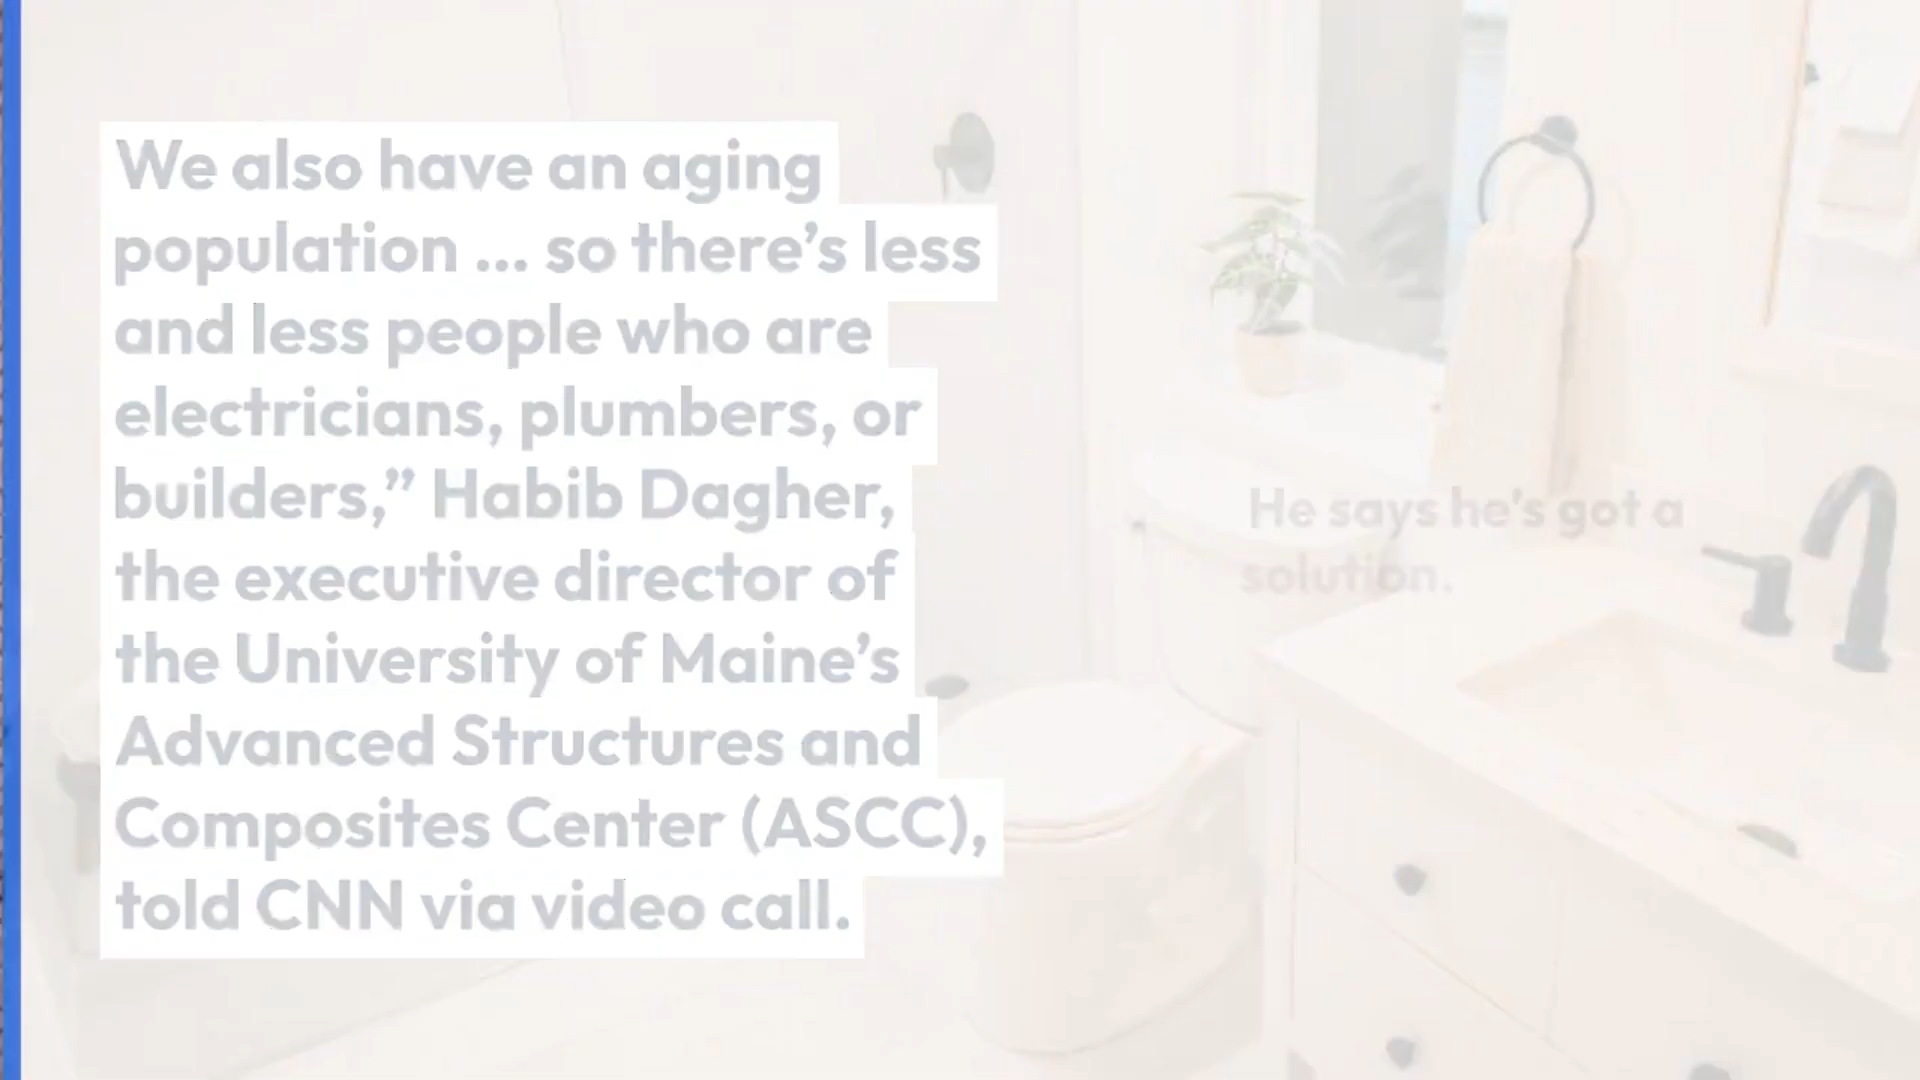 We also have an aging
population ... so there’s less
and less people who are
electricians, plumbers, or
builders,” Habib Dagher,
the executive director of
the University of Maine’s
Advanced Structures and
Composites Center (ASCC),
told CNN via video call.
He says he’s got a
solution.